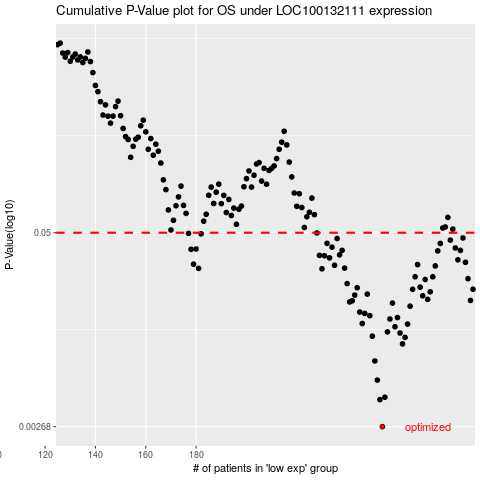 Cumulative P-Value plot for OS under LOC100132111 expression
P-Value(log10)
0.05
0.00268
optimized
0 120 140 160 180
# of patients in 'low exp' group